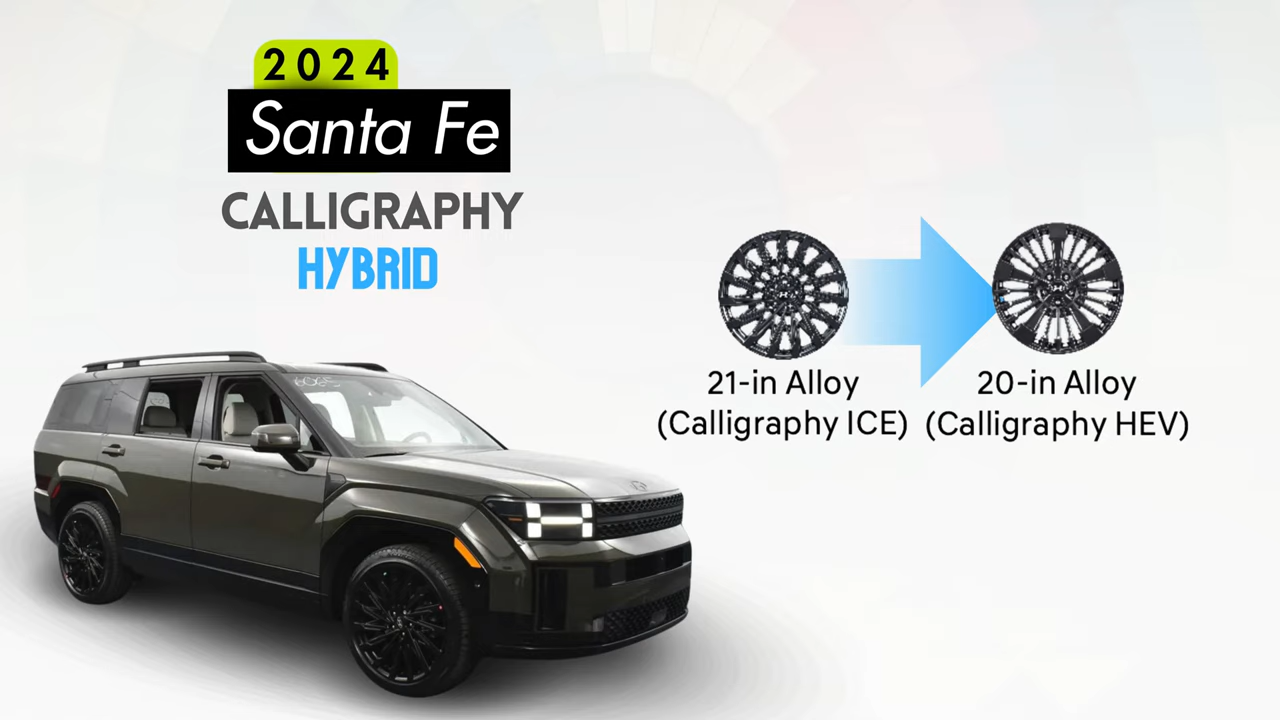 2024
Santa Fe
CALLIGRAPHY
HYBRID
21-in Alloy
(Calligraphy ICE)
20-in Alloy
(Calligraphy HEV)